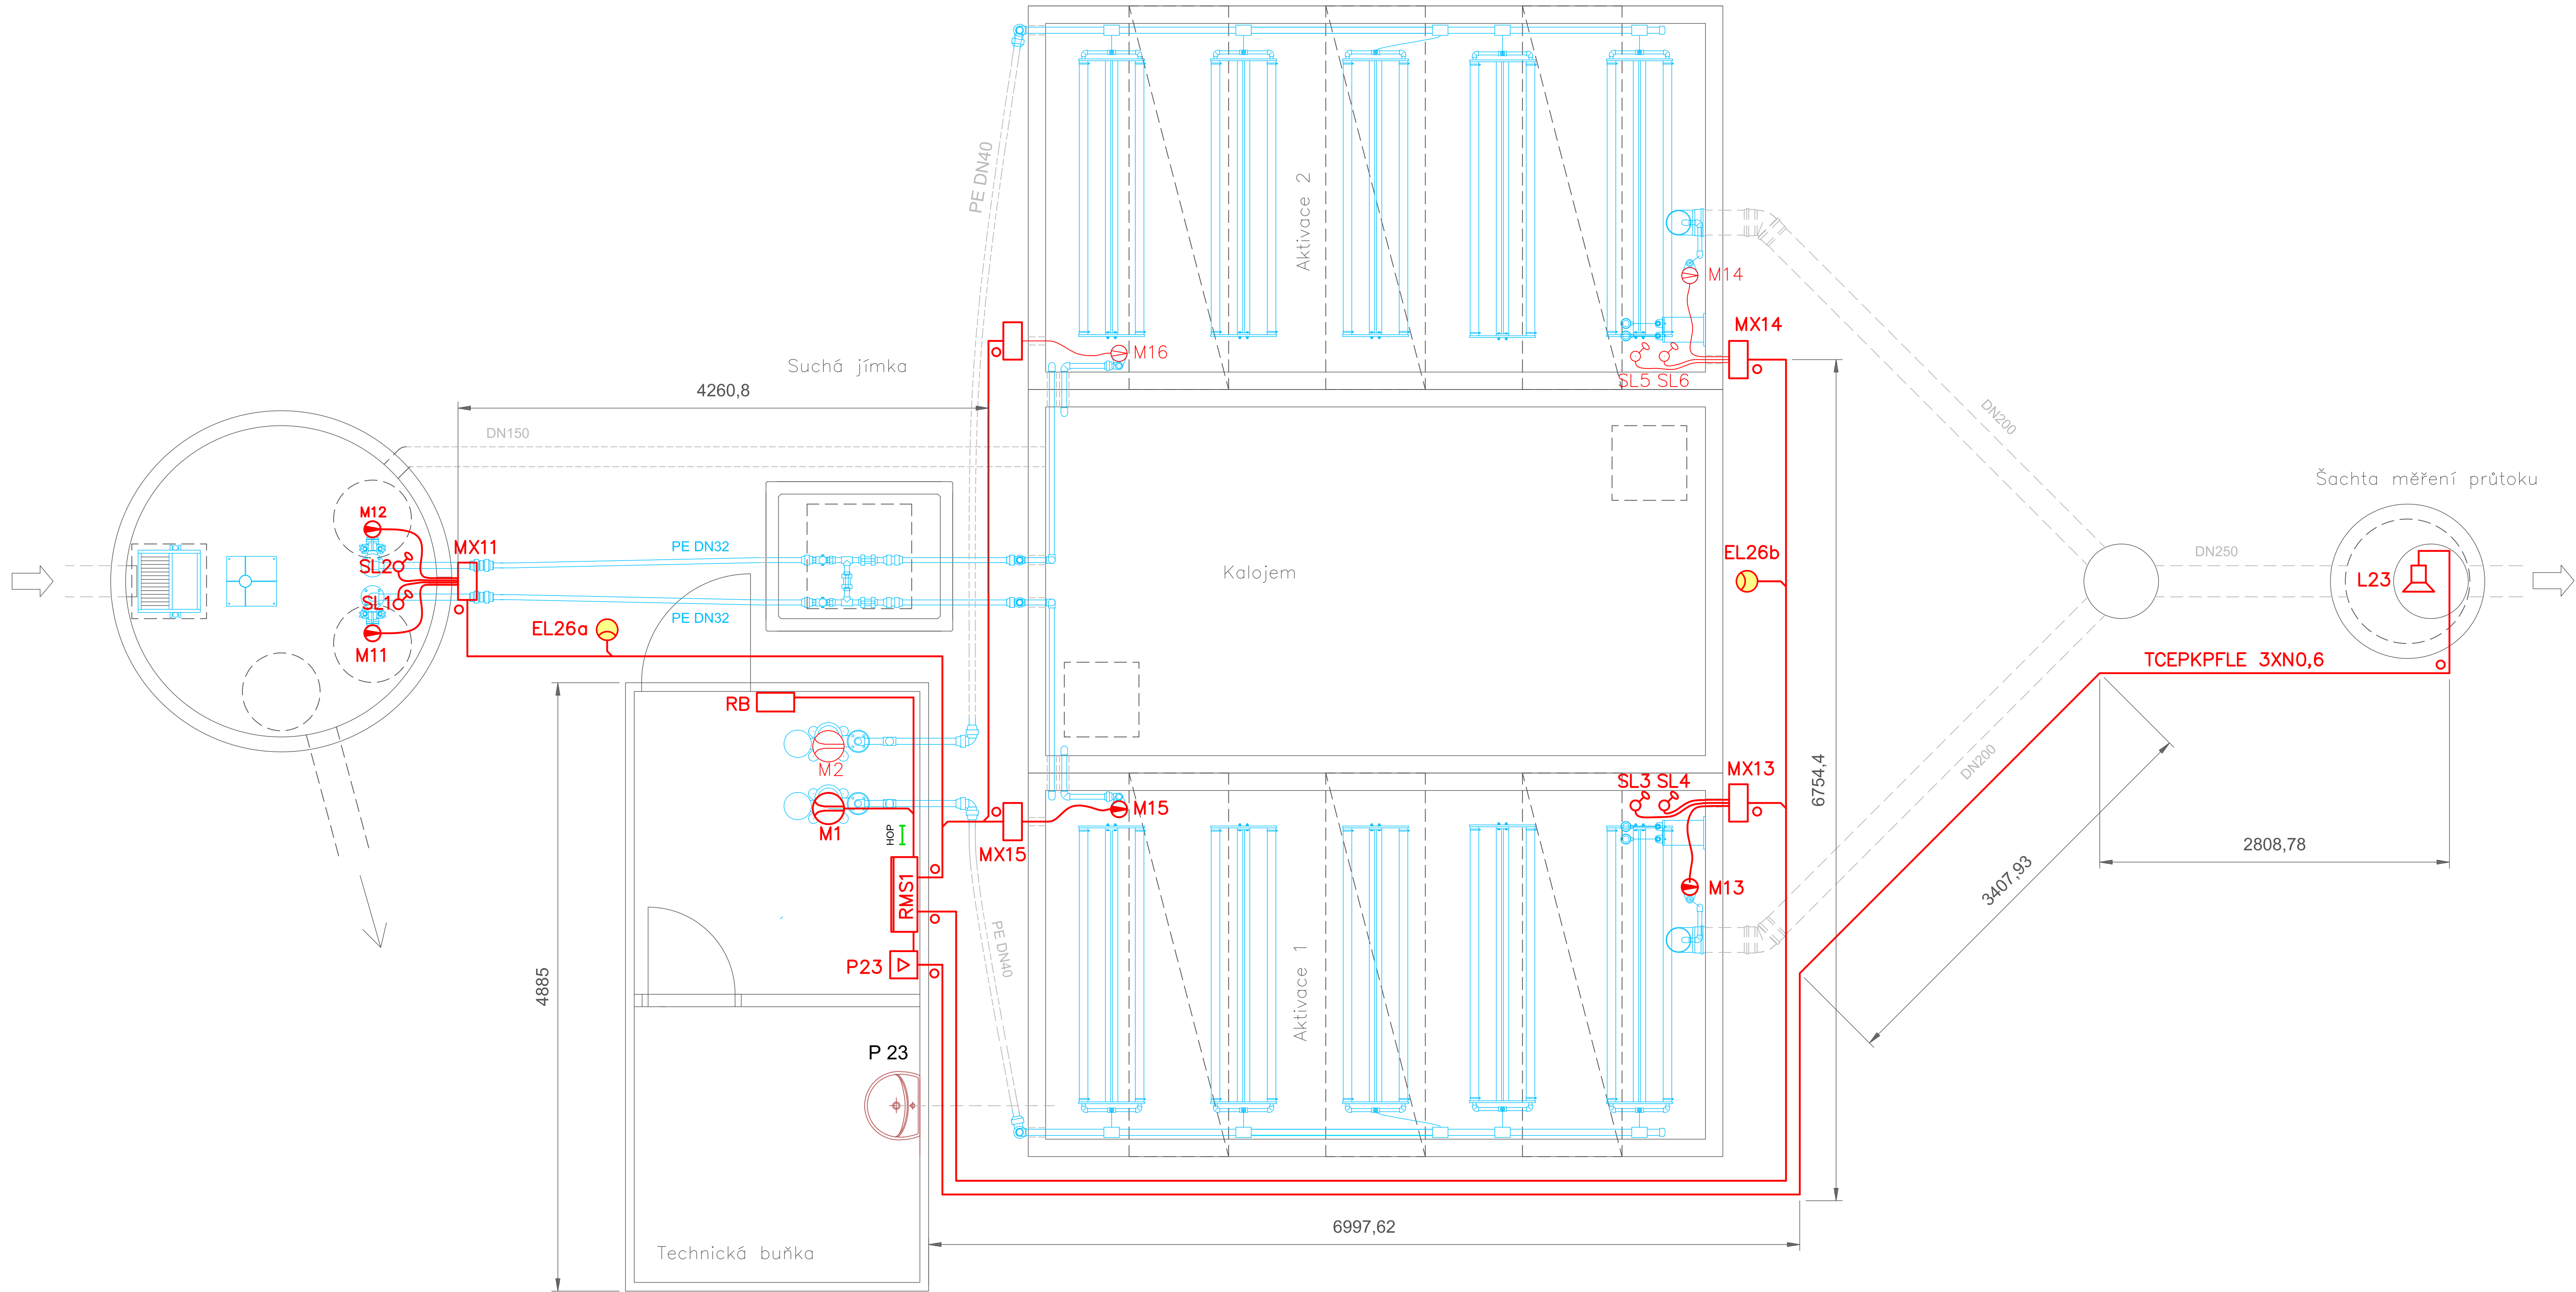 PE DN40
Aktivace 2
M14
MX14
M16
SL5 SL6
Suchá jímka
4260,8
DN150
DN200
Šachta měření průtoku
M12
MX11
SL2
PE DN32
Kalojem
EL26b
DN250
L23
SL1
PE DN32
EL26a
M11
TCEPKPFLE 3XN0,6
RB
M2
SL3 SL4
MX13
6754,4
DN200
M1
HOP
M15
MX15
2808,78
3407,93
RMS1
M13
PE DN40
Aktivace 1
P23
4885
P 23
6997,62
Technická buňka